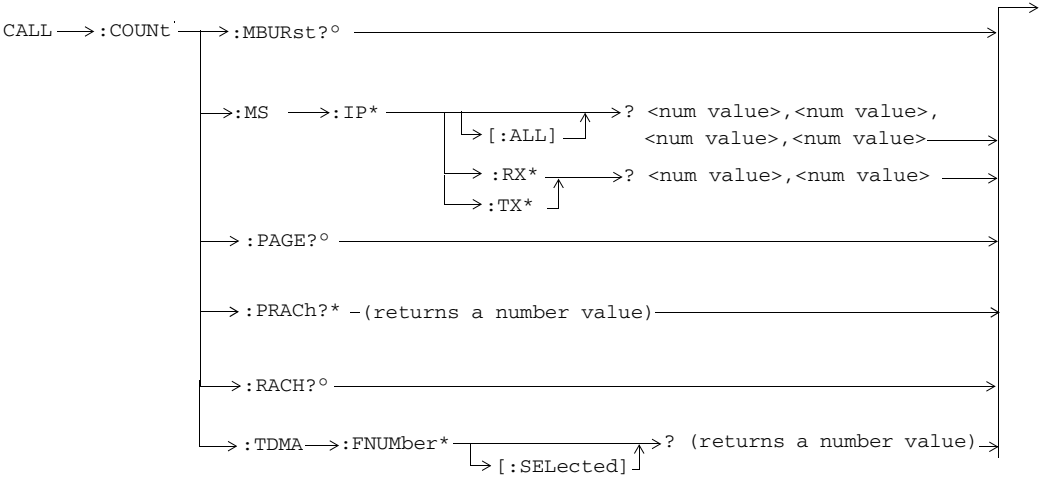 CALL :COUNt :MBURst?°
:MS :IP* ? <num value>,<num value>,
[:ALL] <num value>,<num value>
:RX* ? <num value>,<num value>
:TX*
:PAGE?°
:PRACh?* (returns a number value)
:RACH?°
:TDMA :FNUMber* ? (returns a number value)
[:SELected]